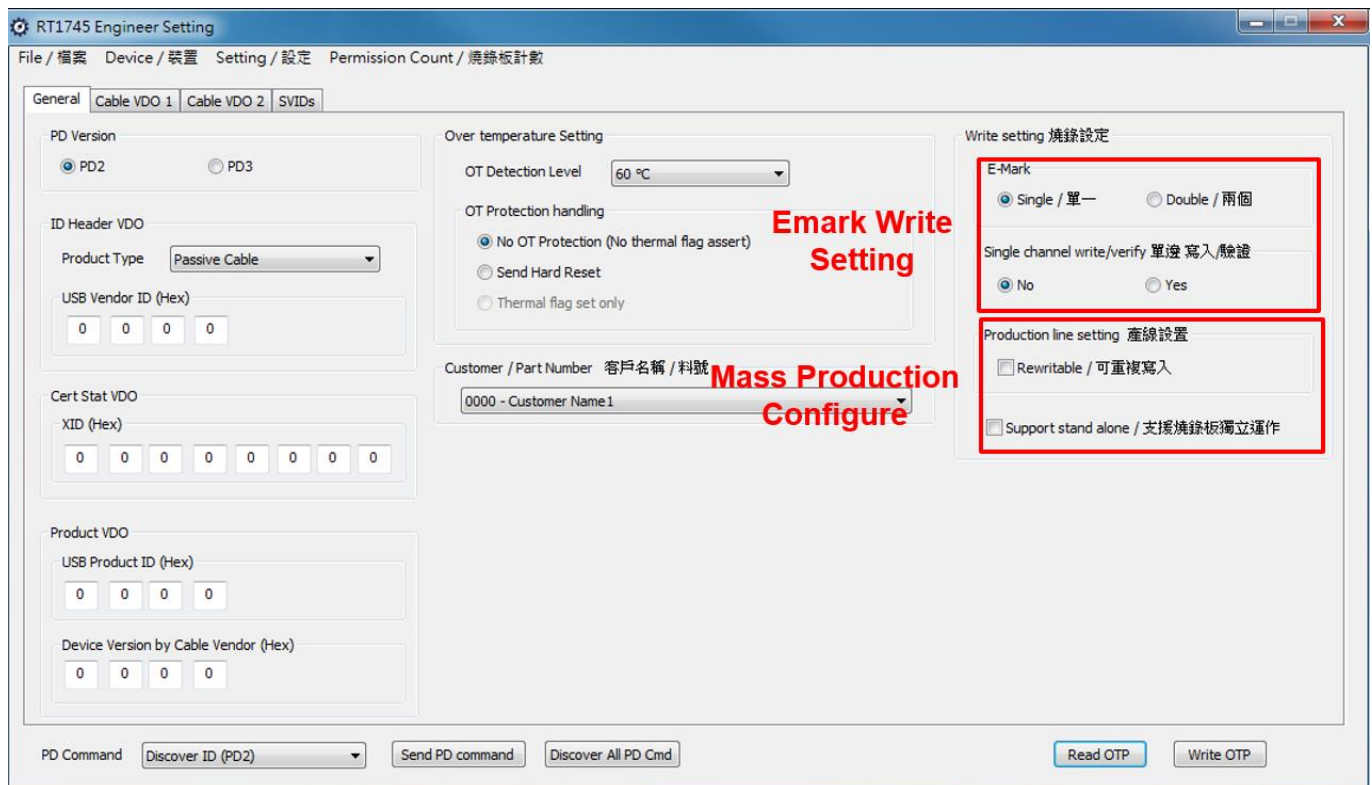 RT1745 Engineer Setting
File / 檔案 Device / 裝置 Setting / 設定 Permission Count / 燒錄板計數
General Cable VDO 1 Cable VDO 2 SVIDs
PD Version
PD2 PD3
ID Header VDO
Product Type Passive Cable
USB Vendor ID (Hex)
0 0 0 0
Cert Stat VDO
XID (Hex)
0 0 0 0 0 0 0 0
Product VDO
USB Product ID (Hex)
0 0 0 0
Device Version by Cable Vendor (Hex)
0 0 0 0
Over temperature Setting
OT Detection Level 60 °C
OT Protection handling
No OT Protection (No thermal flag assert)
Send Hard Reset
Thermal flag set only
Customer / Part Number 客戶名稱 / 料號
0000 - Customer Name1
Emark Write
Setting
Mass Production
Configure
Write setting 燒錄設定
E-Mark
Single / 單一 Double / 兩個
Single channel write/verify 單邊 寫入/驗證
No Yes
Production line setting 產線設置
Rewritable / 可重複寫入
Support stand alone / 支援燒錄板獨立運作
PD Command Discover ID (PD2) Send PD command Discover All PD Cmd Read OTP Write OTP